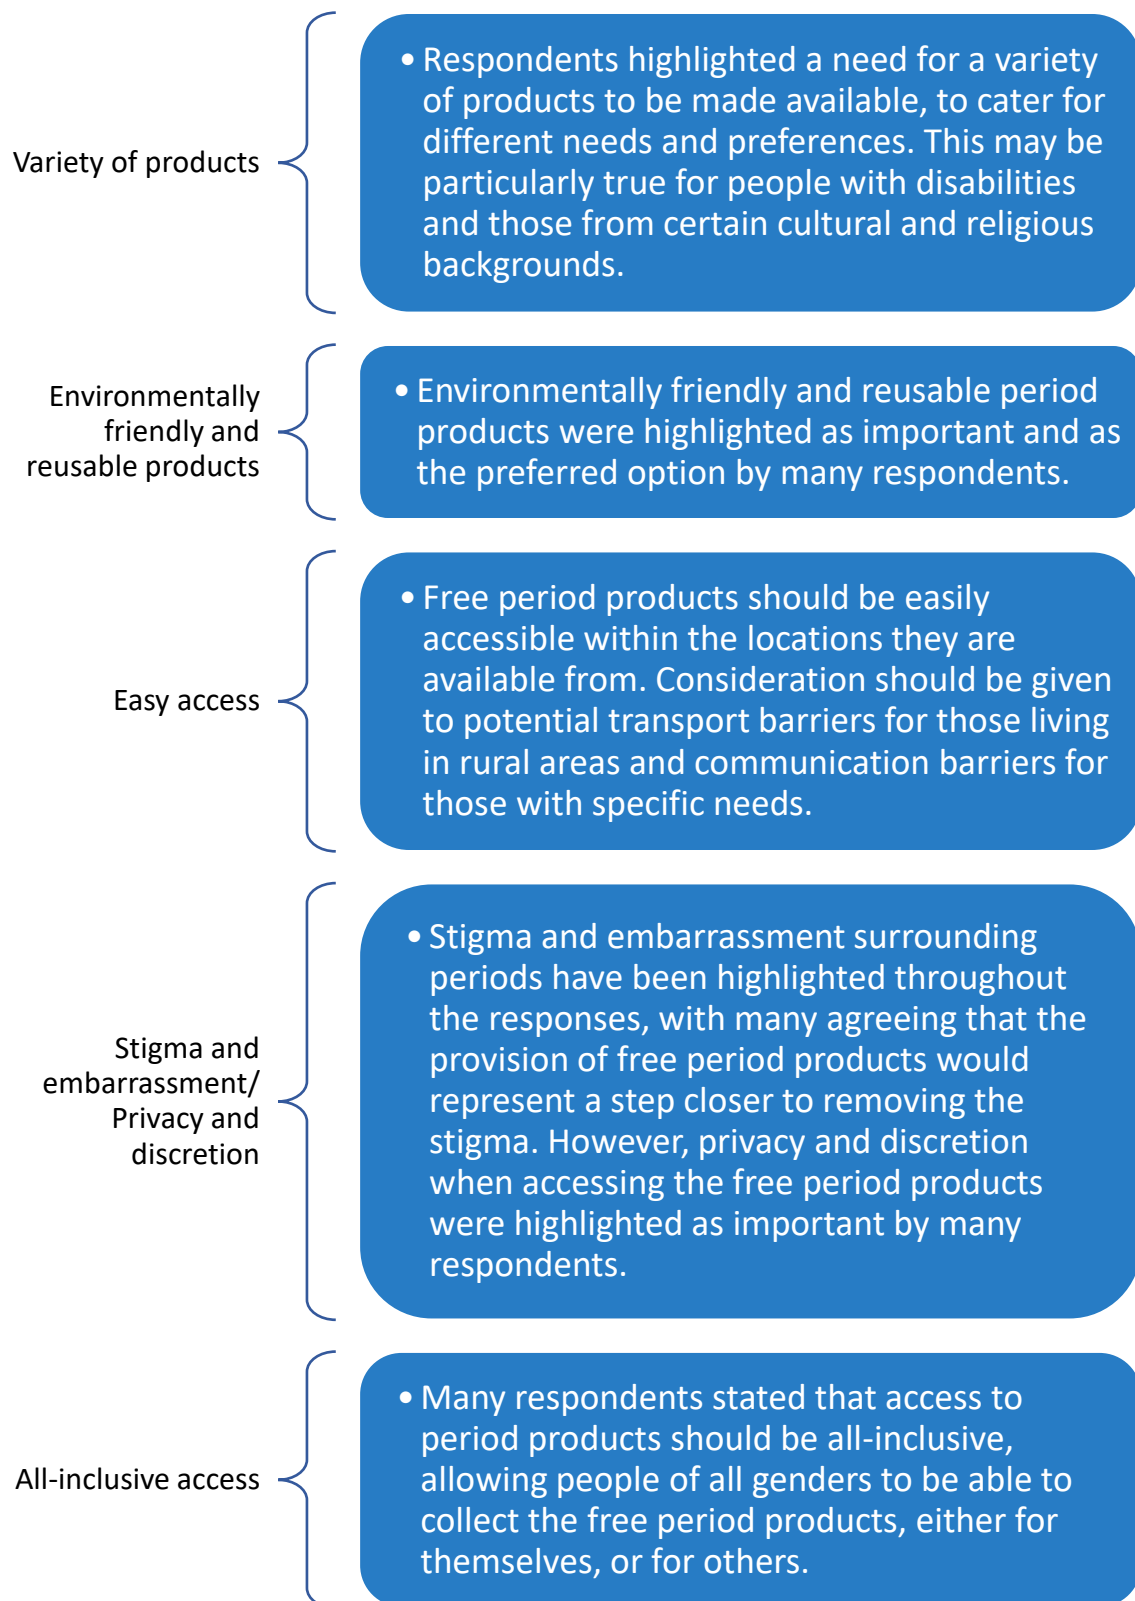 Variety of products
• Respondents highlighted a need for a variety
of products to be made available, to cater for
different needs and preferences. This may be
particularly true for people with disabilities
and those from certain cultural and religious
backgrounds.
Environmentally
friendly and
reusable products
• Environmentally friendly and reusable period
products were highlighted as important and as
the preferred option by many respondents.
Easy access
• Free period products should be easily
accessible within the locations they are
available from. Consideration should be given
to potential transport barriers for those living
in rural areas and communication barriers for
those with specific needs.
Stigma and
embarrassment/
Privacy and
discretion
• Stigma and embarrassment surrounding
periods have been highlighted throughout
the responses, with many agreeing that the
provision of free period products would
represent a step closer to removing the
stigma. However, privacy and discretion
when accessing the free period products
were highlighted as important by many
respondents.
All-inclusive access
• Many respondents stated that access to
period products should be all-inclusive,
allowing people of all genders to be able to
collect the free period products, either for
themselves, or for others.